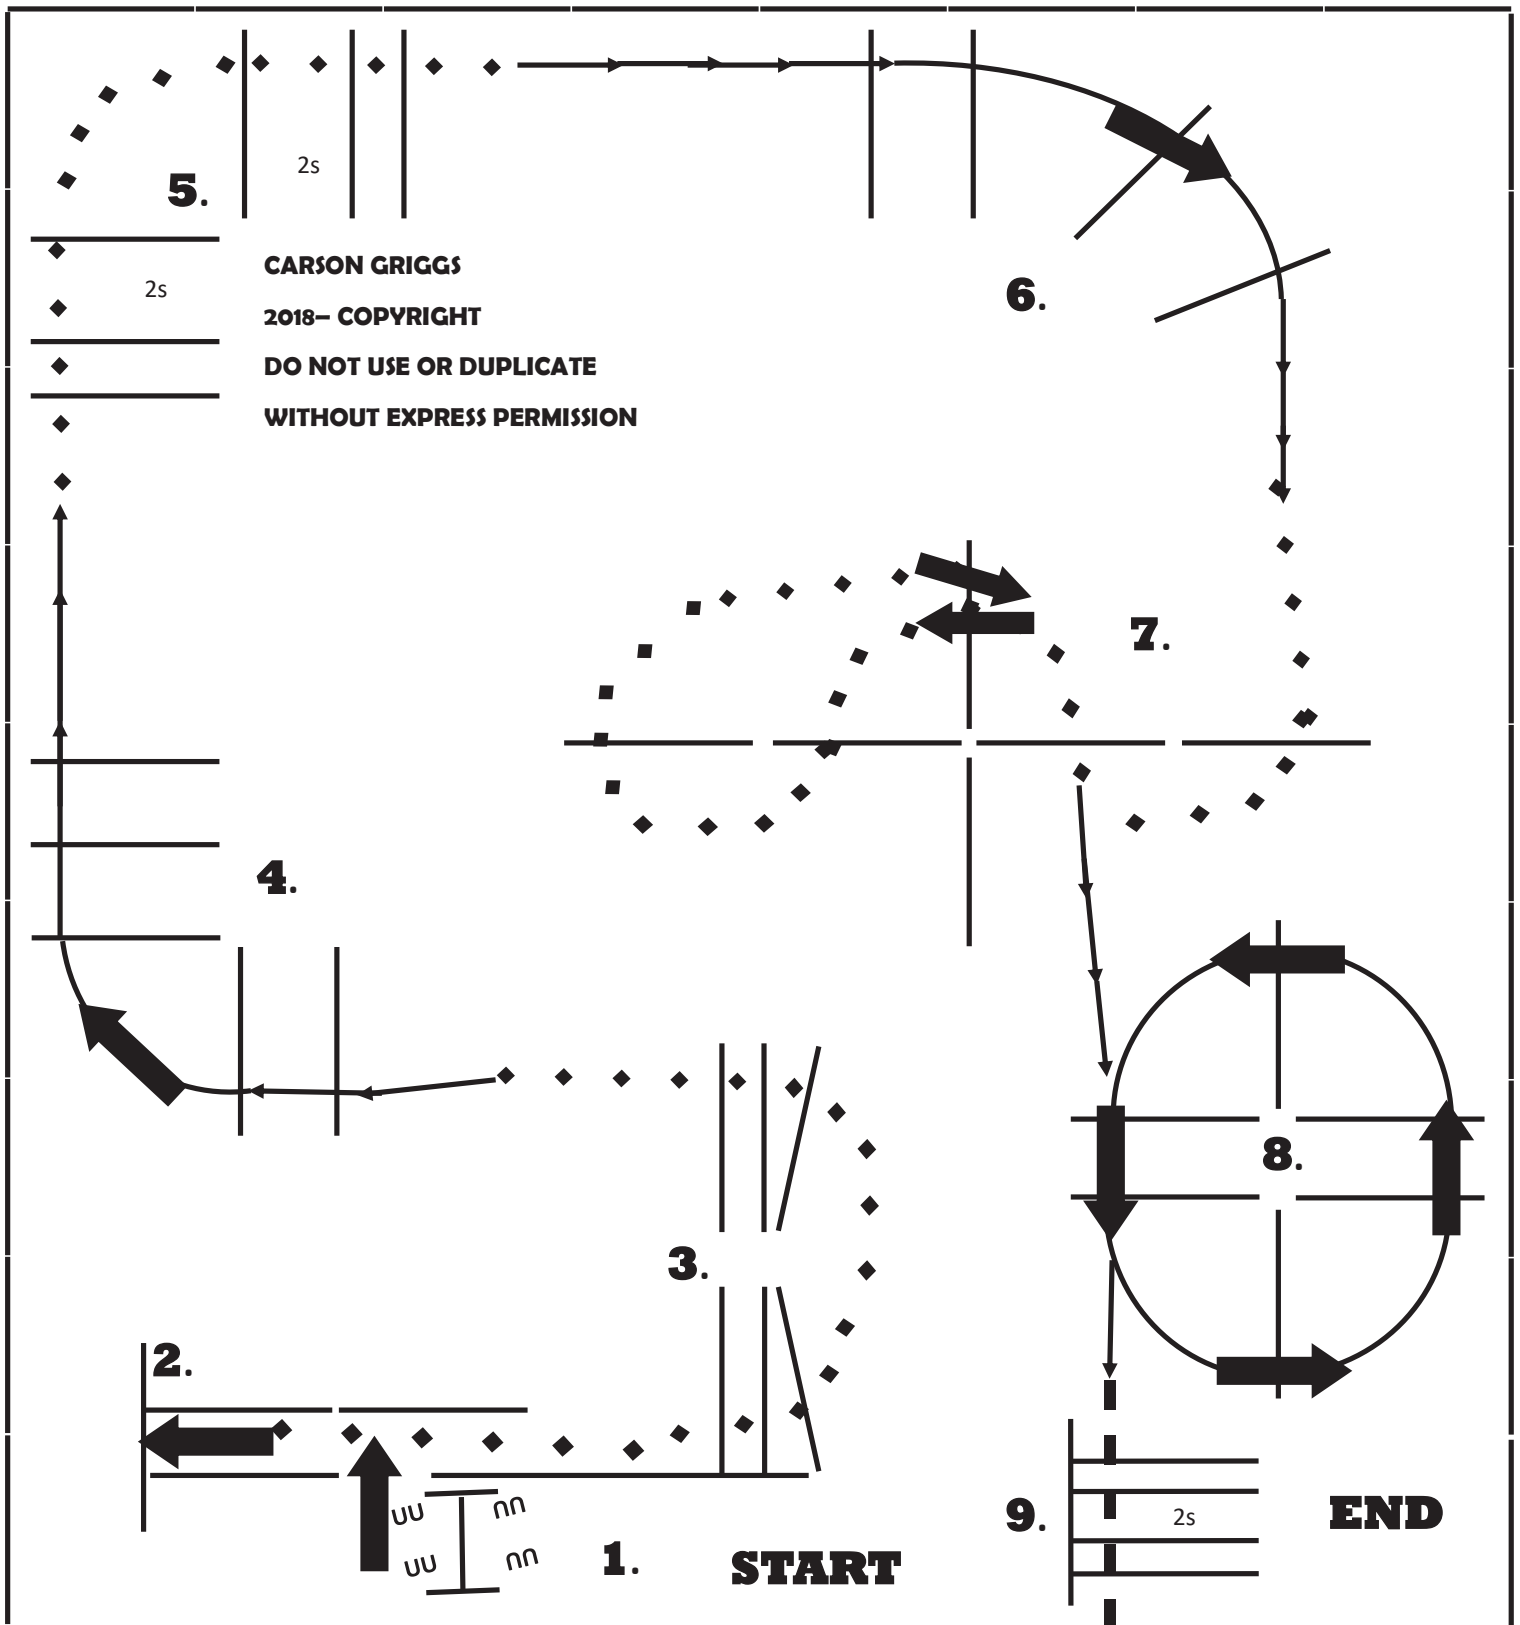 5.
2s
2s
CARSON GRIGGS
2018– COPYRIGHT
DO NOT USE OR DUPLICATE
WITHOUT EXPRESS PERMISSION
6.
7.
4.
8.
3.
2.
1.
START
9.
2s
END